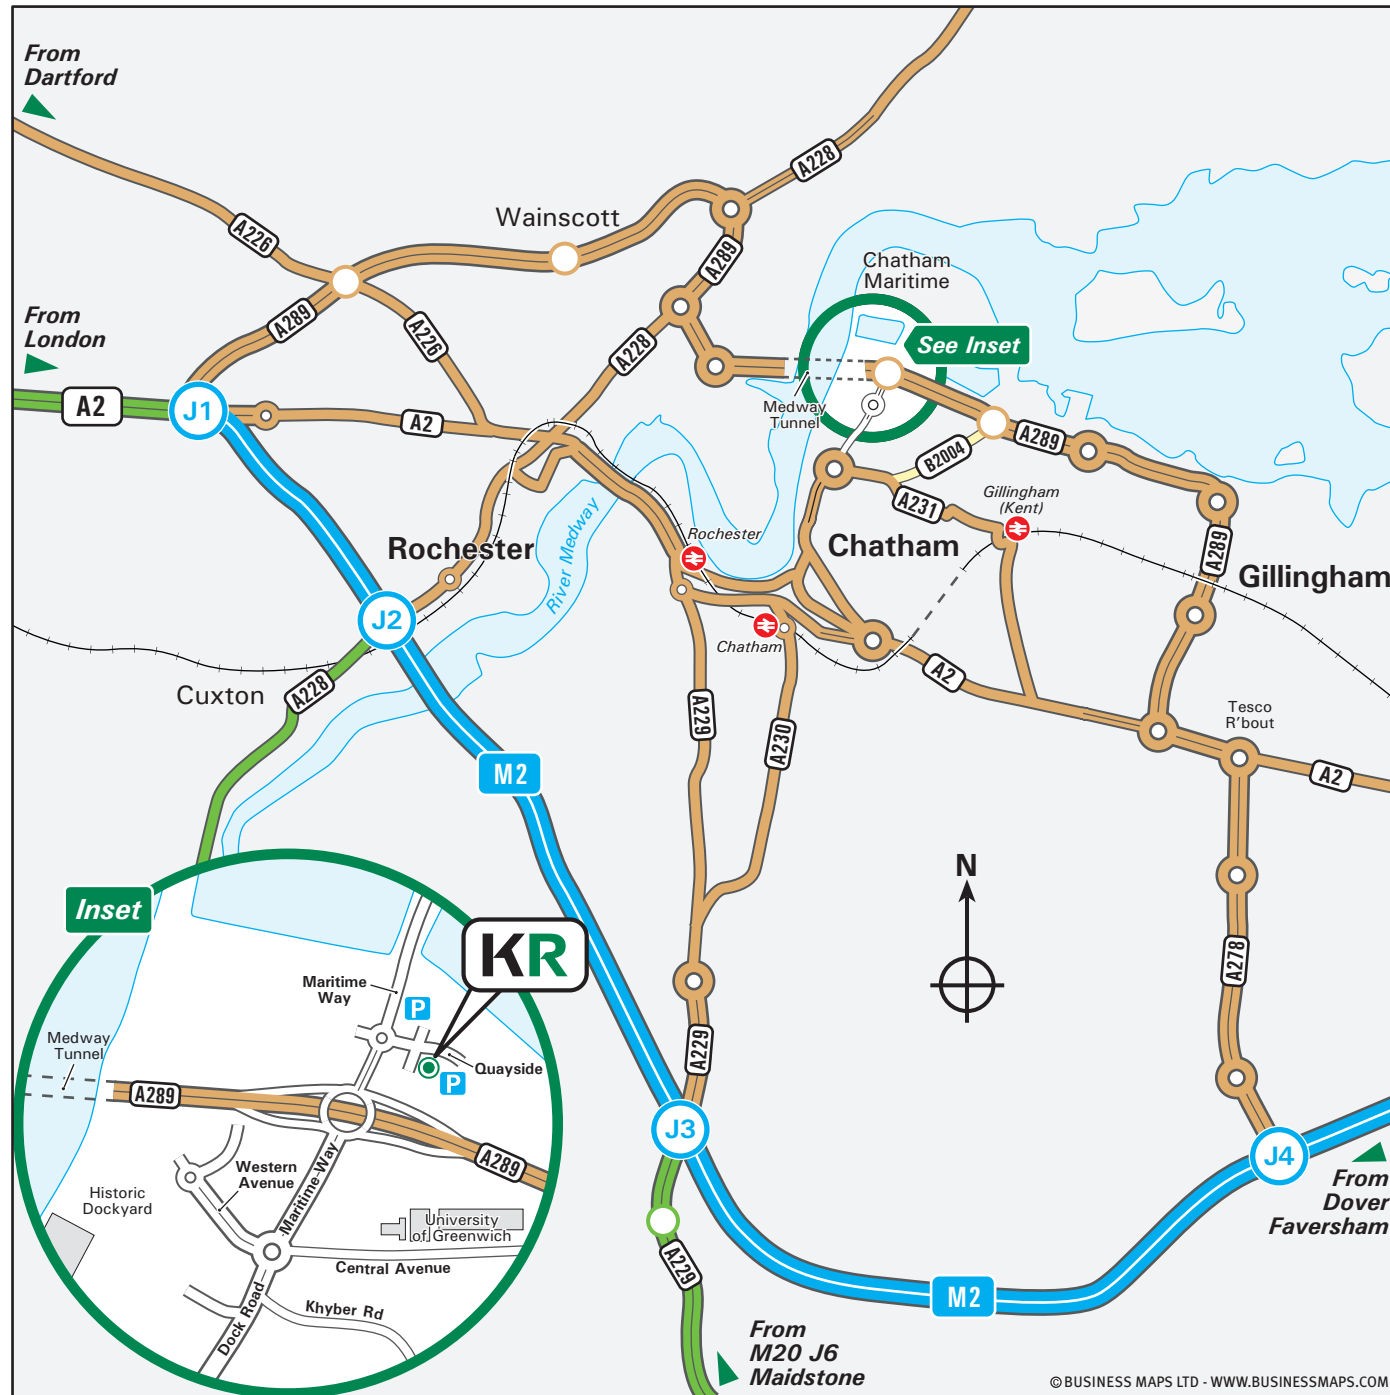 From
Dartford
A228
A226
Wainscott
A289
Chatham
Maritime
From
London
A289
A226
A228
See Inset
A2
J1
A2
Medway
Tunnel
A289
B2004
A231
Gillingham
(Kent)
Rochester
River Medway
Rochester
Chatham
A289
Gillingham
J2
Chatham
A2
Cuxton
A228
A229
A230
Tesco
R'bout
M2
A2
N
Inset
KR
A278
Maritime
Way
P
Medway
Tunnel
Quayside
P
A229
A289
J3
Maritime Way
A289
J4
Western
Avenue
From
Dover
Faversham
Historic
Dockyard
University
of Greenwich
Central Avenue
A229
Khyber Rd
Dock Road
M2
From
M20 J6
Maidstone
© BUSINESS MAPS LTD - WWW.BUSINESSMAPS.COM